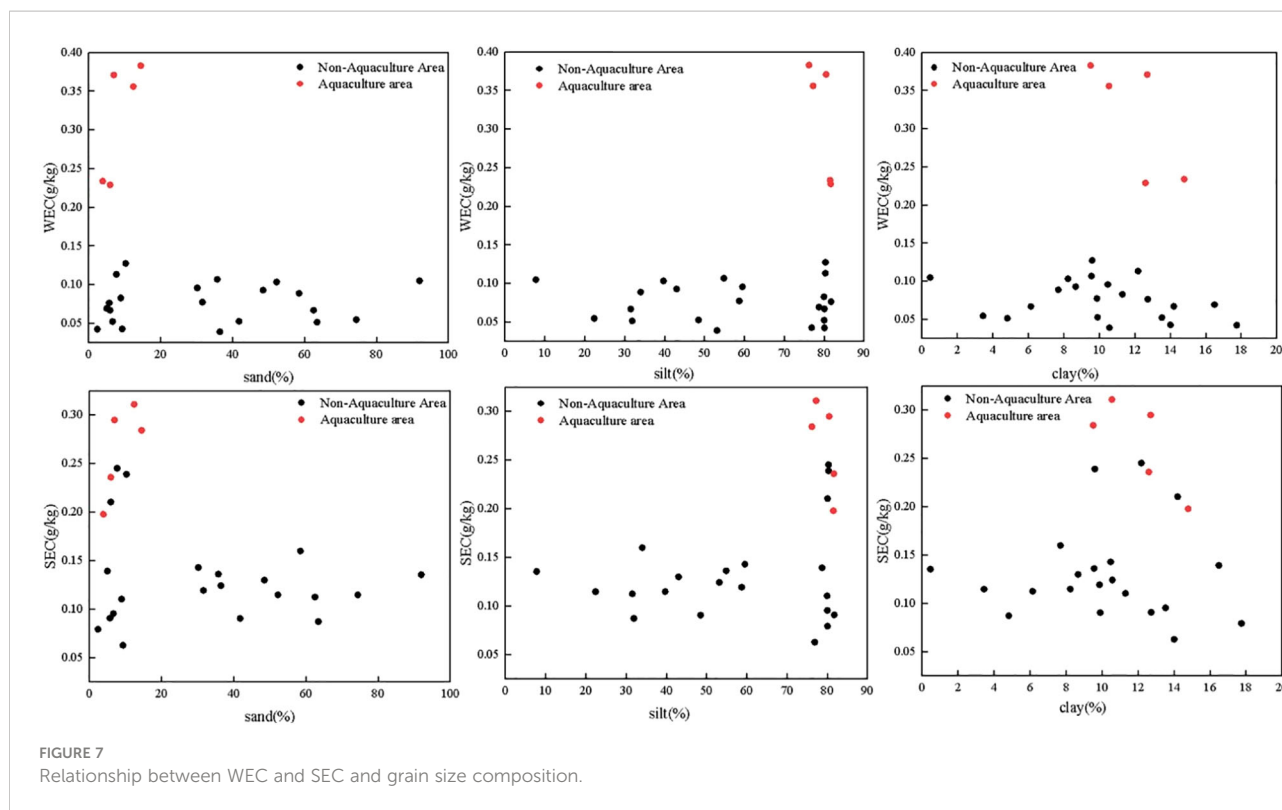 0.40
0.35
0.30
0.25
0.20
0.15
0.10
0.05
WEC(g/kg)
Non-Aquaculture Area
Aquaculture area
0 20 40 60 80 100
sand(%)
0.40
0.35
0.30
0.25
0.20
0.15
0.10
0.05
WEC(g/kg)
Non-Aquaculture Area
Aquaculture area
0 10 20 30 40 50 60 70 80 90
silt(%)
0.40
0.35
0.30
0.25
0.20
0.15
0.10
0.05
WEC(g/kg)
Non-Aquaculture Area
Aquaculture area
0 2 4 6 8 10 12 14 16 18 20
clay(%)
0.30
0.25
0.20
0.15
0.10
0.05
SEC(g/kg)
Non-Aquaculture Area
Aquaculture area
0 20 40 60 80 100
sand(%)
0.30
0.25
0.20
0.15
0.10
0.05
SEC(g/kg)
Non-Aquaculture Area
Aquaculture area
0 10 20 30 40 50 60 70 80 90
silt(%)
0.30
0.25
0.20
0.15
0.10
0.05
SEC(g/kg)
Non-Aquaculture Area
Aquaculture area
0 2 4 6 8 10 12 14 16 18 20
clay(%)
FIGURE 7
Relationship between WEC and SEC and grain size composition.